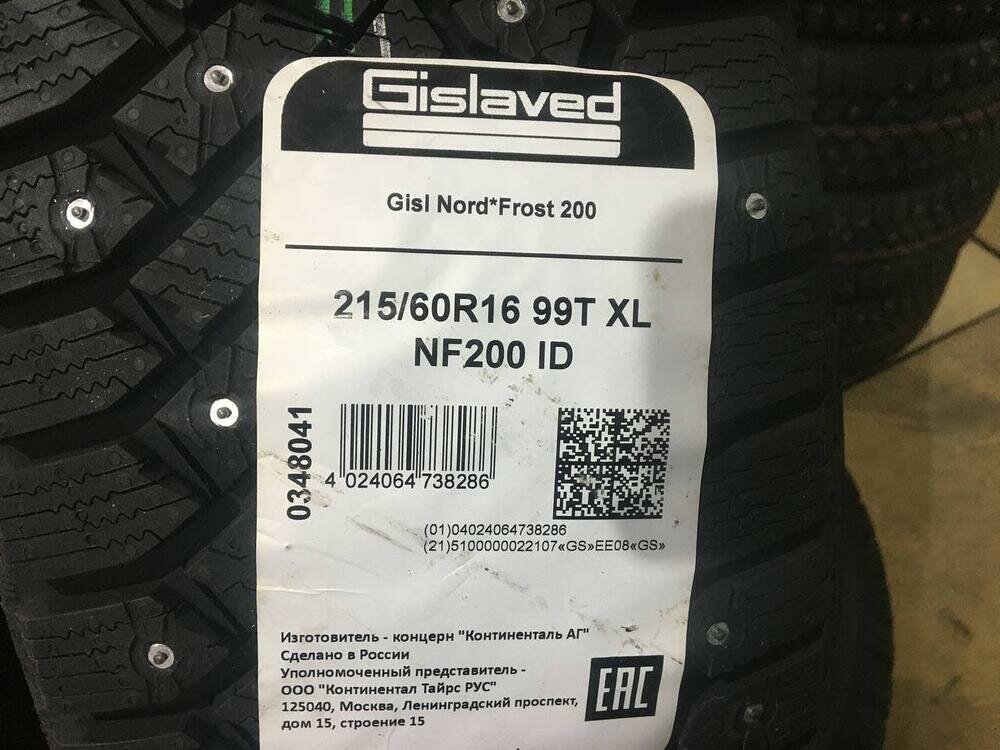 Gislaved
Gisl Nord*Frost 200
215/60R16 99T XL
NF200 ID
0348041
4 024064 738286
(01)04024064738286
(21)5100000022107«GS»EE08«GS»
Изготовитель - концерн "Континенталь АГ"
Сделано в России
Уполномоченный представитель -
ООО "Континентал Тайрс РУС"
125040, Москва, Ленинградский проспект,
дом 15, строение 15
EAC